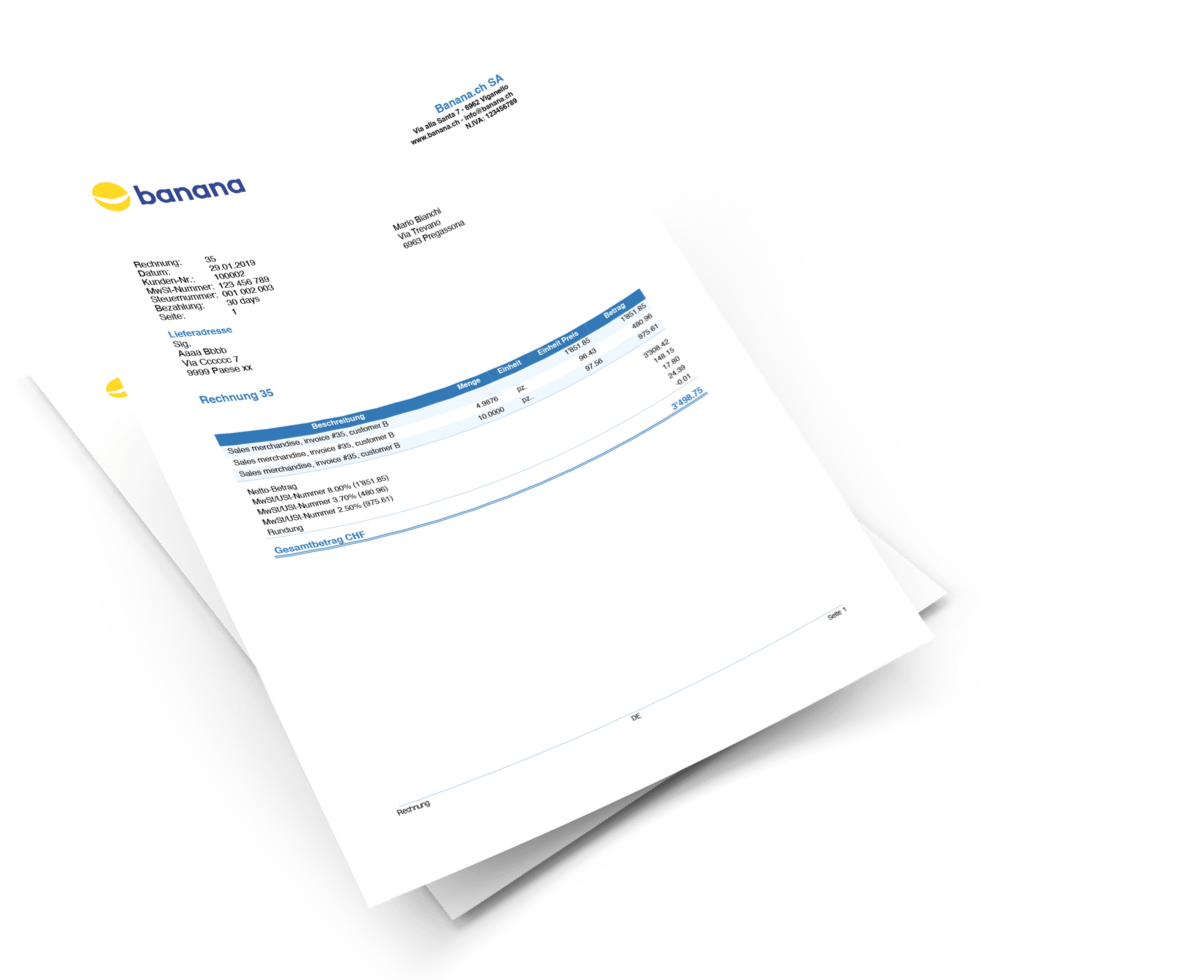 Banana.ch SA
Via alla Santa 7 - 6962 Viganello
www.banana.ch - info@banana.ch
N.IVA: 123456789
banana
Mario Bianchi
Via Trevano
6963 Pregassona
Rechnung: 35
Datum: 29.01.2019
Kunden-Nr.: 100002
MwSt-Nummer: 123 456 789
Steuernummer: 001 002 003
Bezahlung: 30 days
Seite: 1
Lieferadresse
Sig.
Aaaa Bbbb
Via Cccccc 7
9999 Paese xx
Rechnung 35
Beschreibung Menge Einheit Einheit Preis Betrag
Sales merchandise, invoice #35, customer B 1'851.85 1'851.85
Sales merchandise, invoice #35, customer B 4.9876 pz. 96.43 480.96
Sales merchandise, invoice #35, customer B 10.0000 pz.. 97.56 975.61
Netto-Betrag 3'308.42
MwSt/USt-Nummer 8.00% (1'851.85) 148.15
MwSt/USt-Nummer 3.70% (480.96) 17.80
MwSt/USt-Nummer 2.50% (975.61) 24.39
Rundung -0.01
Gesamtbetrag CHF 3'498.75
Rechnung DE Seite 1